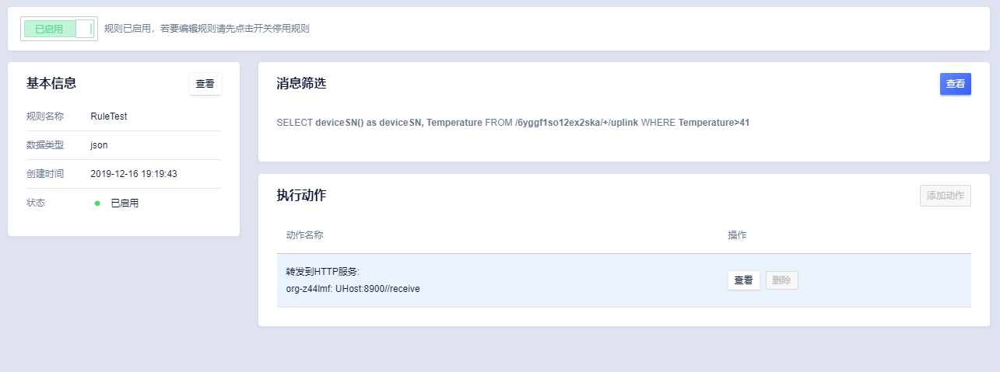 已启用
规则已启用，若要编辑规则请先点击开关停用规则
基本信息
查看
规则名称 RuleTest
数据类型 json
创建时间 2019-12-16 19:19:43
状态 已启用
消息筛选
查看
SELECT deviceSN() as deviceSN, Temperature FROM /6yggf1so12ex2ska/+/uplink WHERE Temperature>41
执行动作
添加动作
动作名称 操作
转发到HTTP服务:
org-z44lmf: UHost:8900//receive
查看 删除